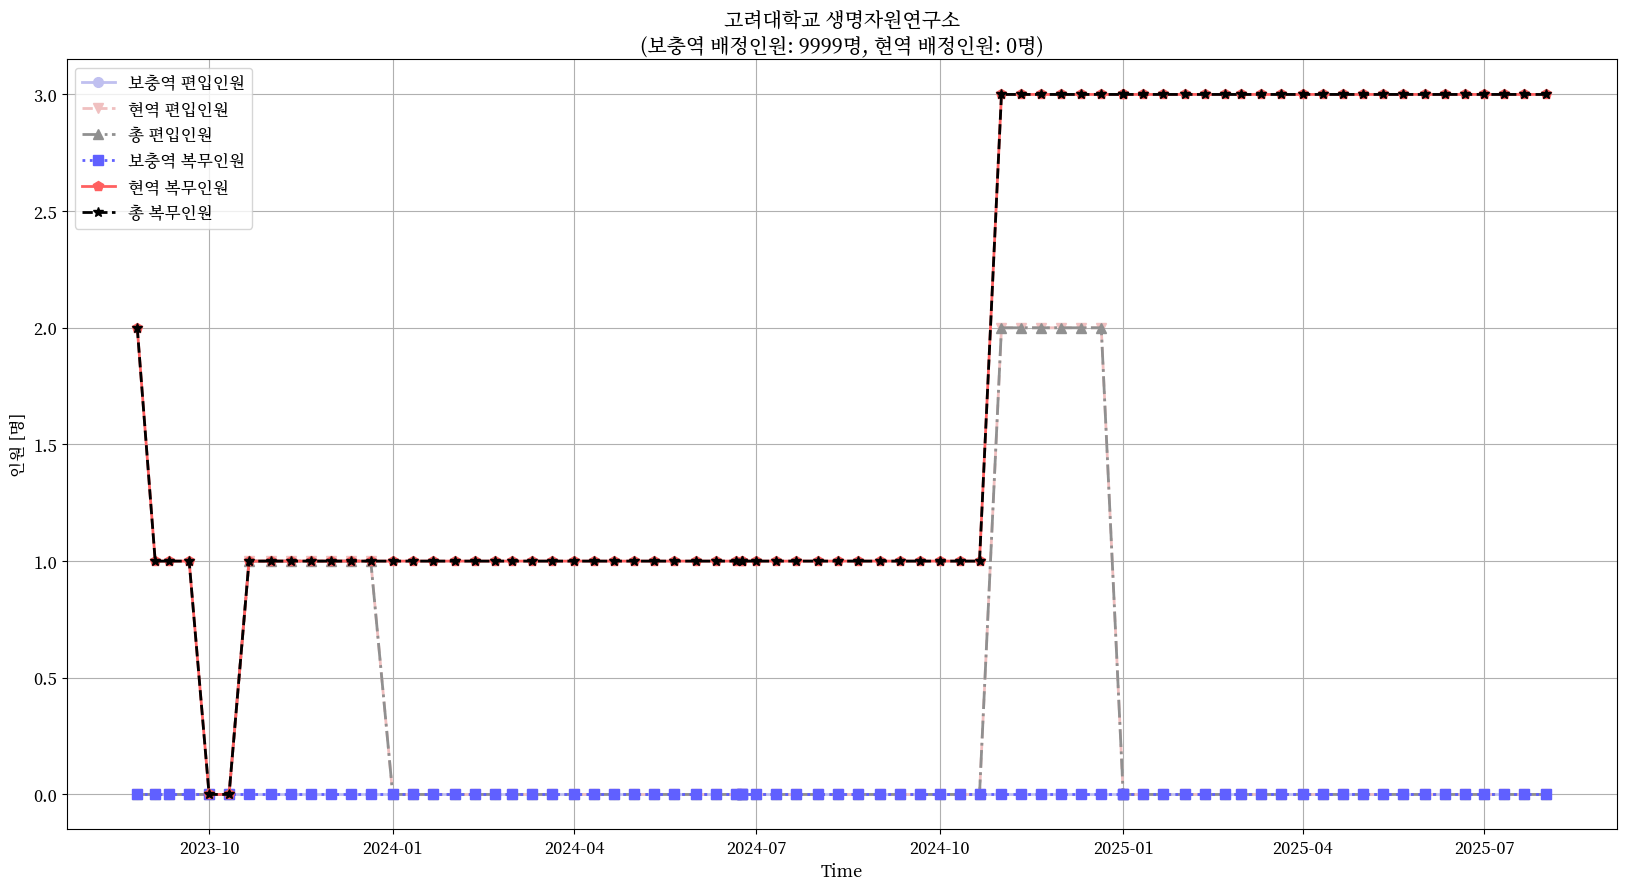 고려대학교 생명자원연구소
(보충역 배정인원: 9999명, 현역 배정인원: 0명)
보충역 편입인원
현역 편입인원
총 편입인원
보충역 복무인원
현역 복무인원
총 복무인원
3.0
2.5
2.0
1.5
1.0
0.5
0.0
인원 [명]
2023-10
2024-01
2024-04
2024-07
2024-10
2025-01
2025-04
2025-07
Time